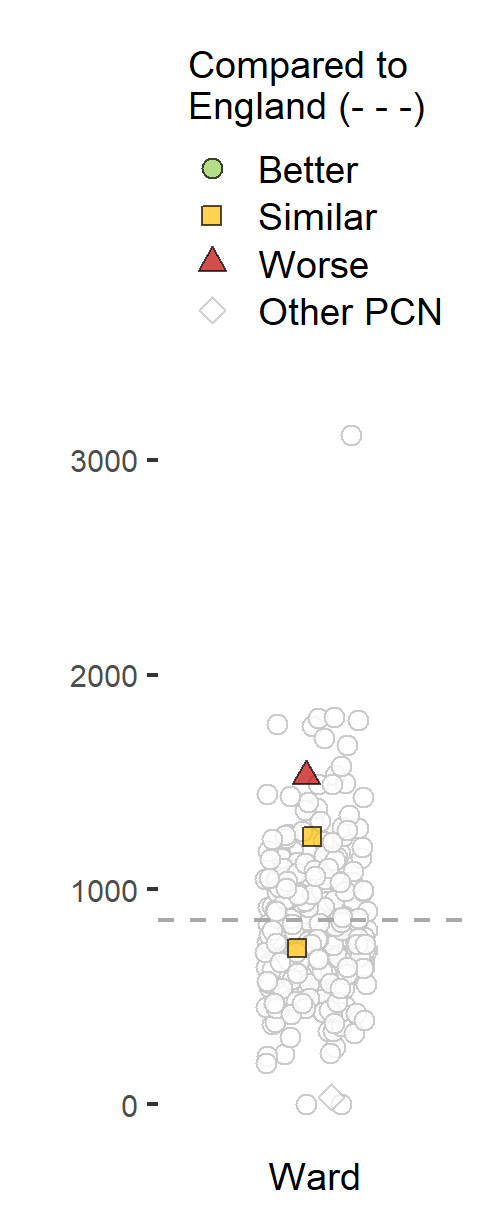 Compared to
England (- - -)
Better
Similar
Worse
Other PCN
3000
2000
1000
0
Ward